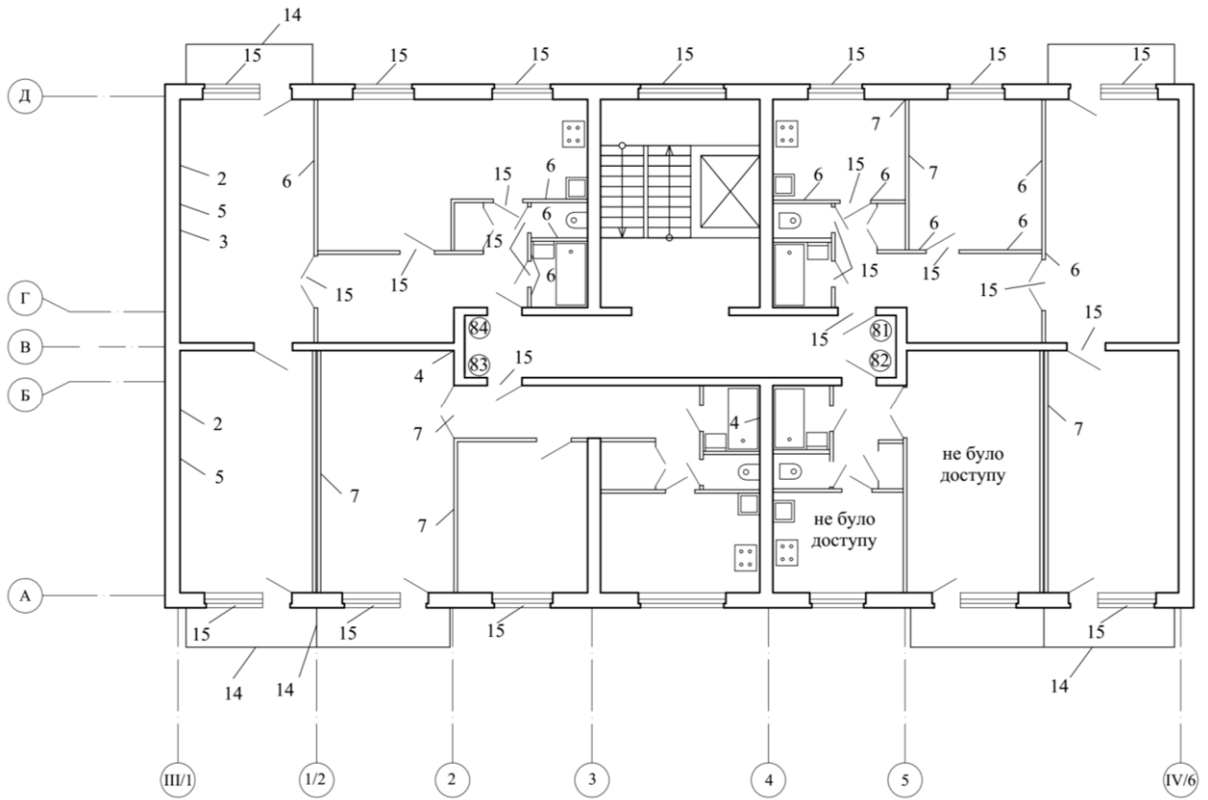 14
15 15 15 15 15 15 15
Д
7
2 6 15 6 6 15 6 7 6
5
3 15 6 6 6
15 6 15 15 6
Г 15 15
84 81 15
В 15
83 15 82
4
Б
2 7 4 7
не було
доступу
5
7 7
не було
доступу
А
15 15 15 15
14 14 14
III/1 1/2 2 3 4 5 IV/6